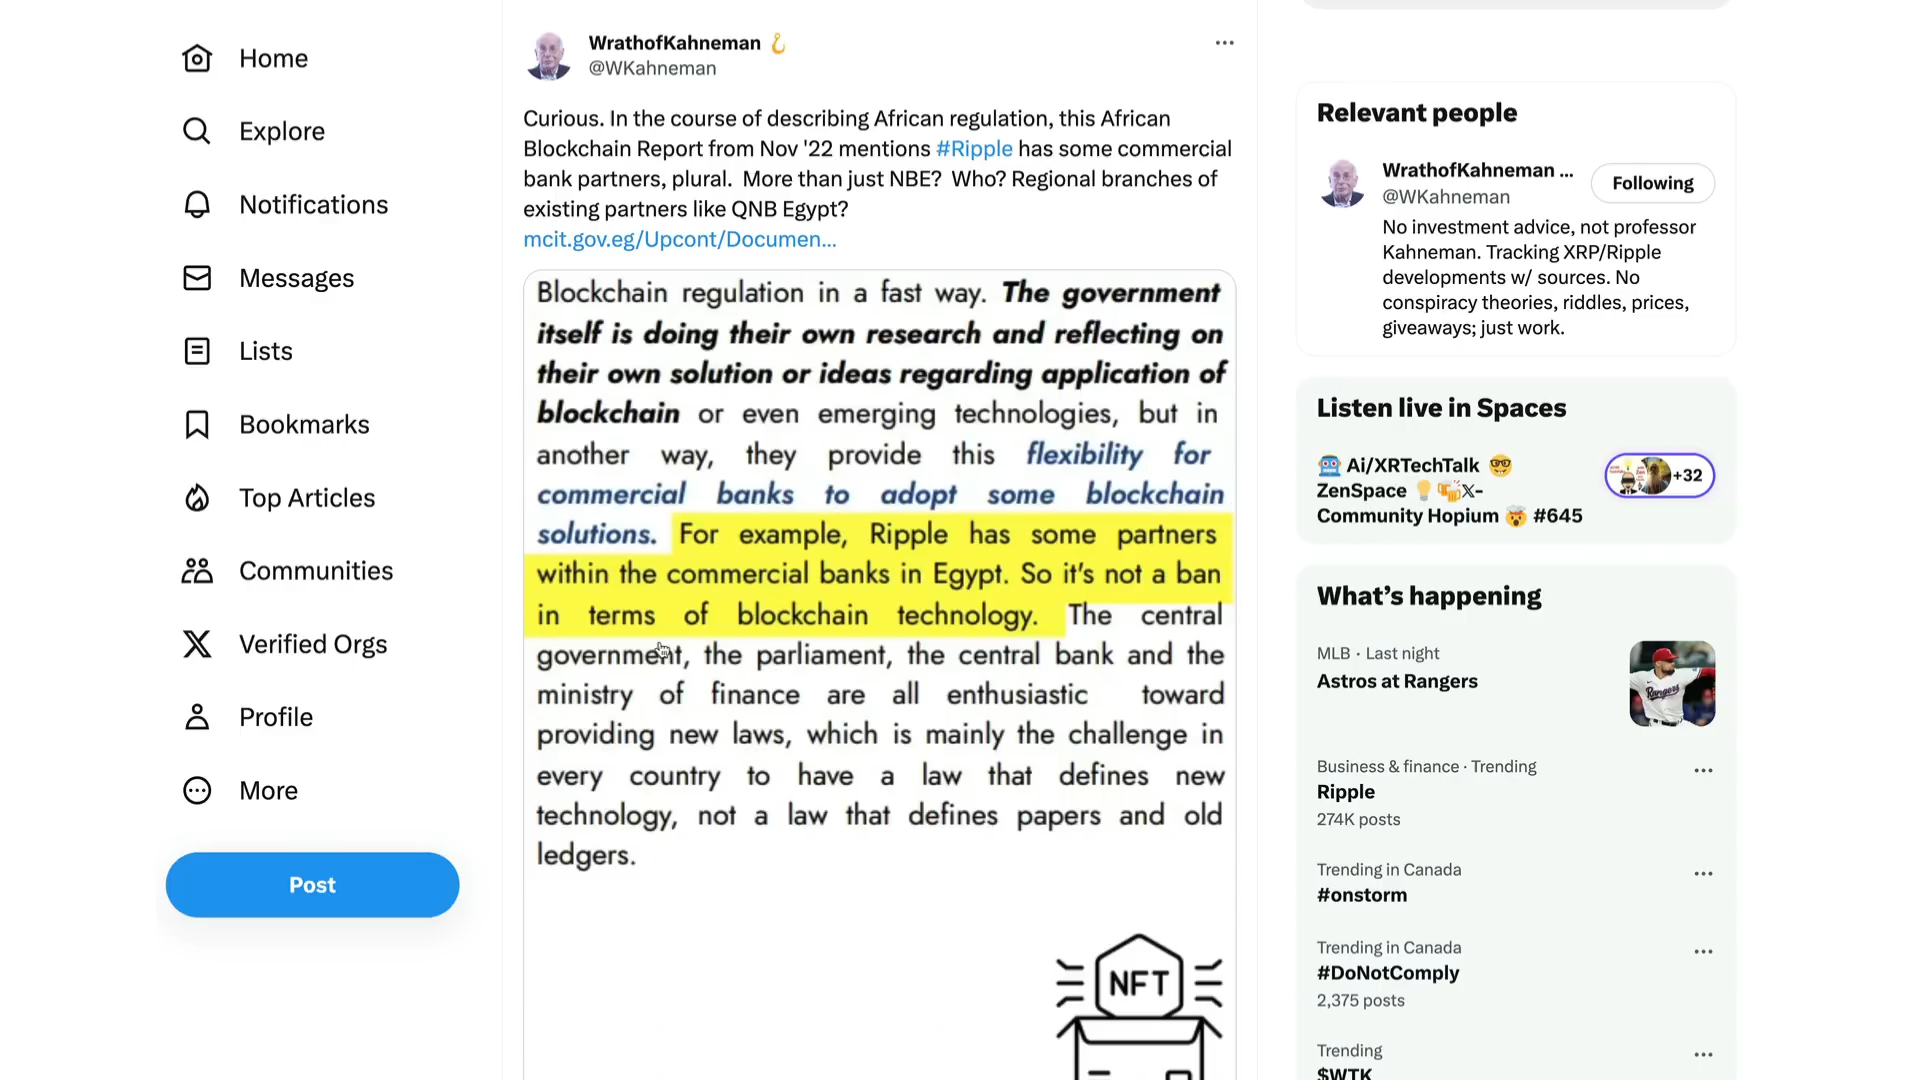 Home
Explore
Notifications
Messages
Lists
Bookmarks
Top Articles
Communities
Verified Orgs
Profile
More
Post
WrathofKahneman
@WKahneman
Curious. In the course of describing African regulation, this African
Blockchain Report from Nov '22 mentions #Ripple has some commercial
bank partners, plural. More than just NBE? Who? Regional branches of
existing partners like QNB Egypt?
mcit.gov.eg/Upcont/Documen...
Blockchain regulation in a fast way. The government
itself is doing their own research and reflecting on
their own solution or ideas regarding application of
blockchain or even emerging technologies, but in
another way, they provide this flexibility for
commercial banks to adopt some blockchain
solutions. For example, Ripple has some partners
within the commercial banks in Egypt. So it's not a ban
in terms of blockchain technology. The central
government, the parliament, the central bank and the
ministry of finance are all enthusiastic toward
providing new laws, which is mainly the challenge in
every country to have a law that defines new
technology, not a law that defines papers and old
ledgers.
NFT
Relevant people
WrathofKahneman ...
@WKahneman
Following
No investment advice, not professor
Kahneman. Tracking XRP/Ripple
developments w/ sources. No
conspiracy theories, riddles, prices,
giveaways; just work.
Listen live in Spaces
Ai/XRTechTalk
ZenSpace 𝕏-
Community Hopium #645
+32
What's happening
MLB · Last night
Astros at Rangers
Rangers
Business & finance · Trending
Ripple
274K posts
Trending in Canada
#onstorm
Trending in Canada
#DoNotComply
2,375 posts
Trending
$WTK